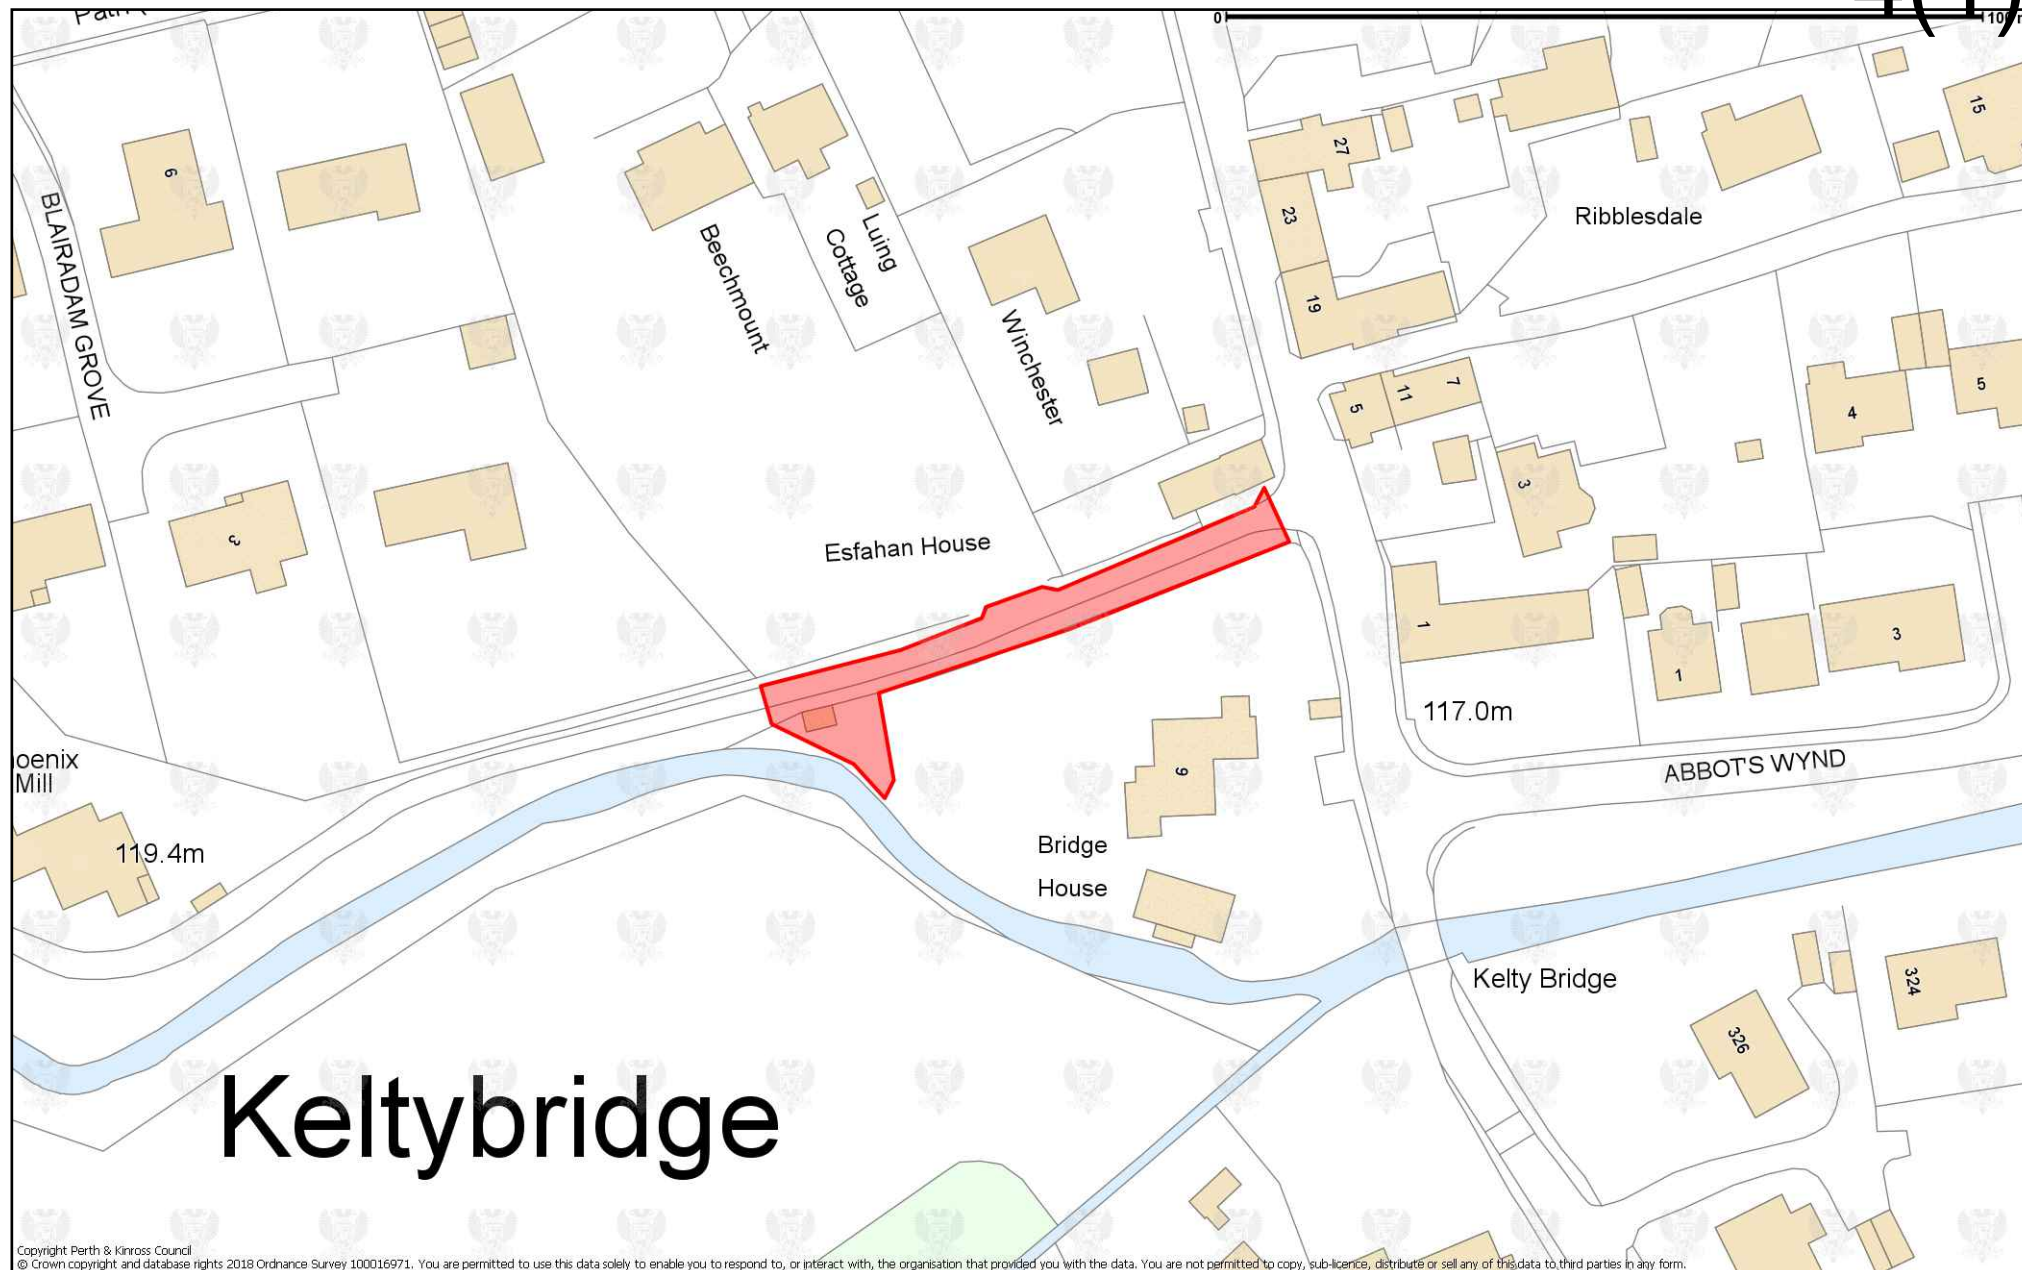 0
100
6
27
15
23
Ribblesdale
BLAIRADAM GROVE
Beechmount
Luing
Cottage
19
Winchester
5
11
7
4
5
3
3
Esfahan House
1
1
3
117.0m
oenix
Mill
9
ABBOT'S WYND
119.4m
Bridge
House
Kelty Bridge
324
326
Keltybridge
Copyright Perth & Kinross Council
© Crown copyright and database rights 2018 Ordnance Survey 100016971. You are permitted to use this data solely to enable you to respond to, or interact with, the organisation that provided you with the data. You are not permitted to copy, sub-licence, distribute or sell any of this data to third parties in any form.